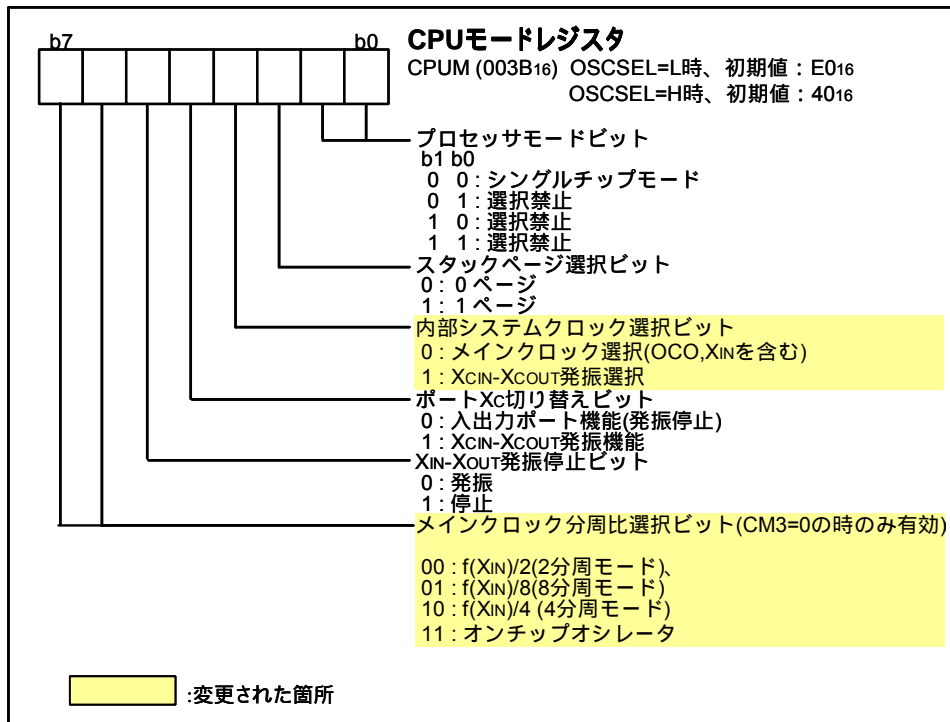 b7 b0
CPUモードレジスタ
CPUM (003B16) OSCSEL=L時、初期値：E016
OSCSEL=H時、初期値：4016
プロセッサモードビット
b1 b0
0 0 : シングルチップモード
0 1 : 選択禁止
1 0 : 選択禁止
1 1 : 選択禁止
スタックページ選択ビット
0 : 0 ページ
1 : 1 ページ
内部システムクロック選択ビット
0 : メインクロック選択(OCO,XINを含む)
1 : XCIN-XCOUT発振選択
ポートXC切り替えビット
0 : 入出力ポート機能(発振停止)
1 : XCIN-XCOUT発振機能
XIN-XOUT発振停止ビット
0 : 発振
1 : 停止
メインクロック分周比選択ビット(CM3=0の時のみ有効)
00 : f(XIN)/2(2分周モード)、
01 : f(XIN)/8(8分周モード)
10 : f(XIN)/4 (4分周モード)
11 : オンチップオシレータ
:変更された箇所